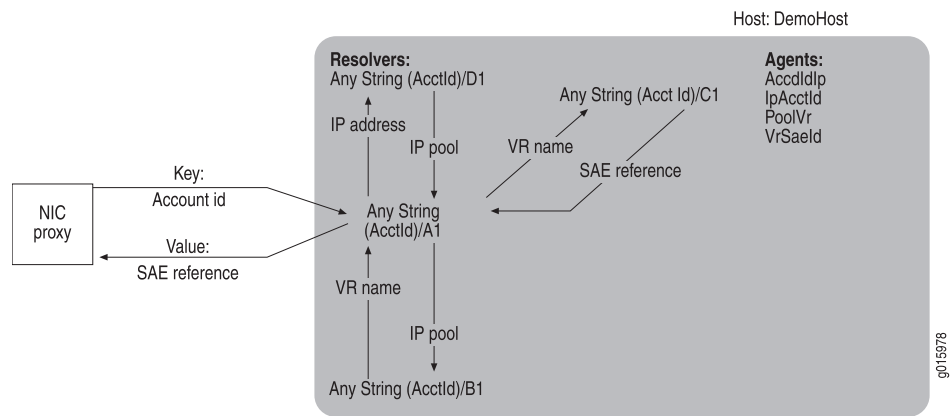 Host: DemoHost
Resolvers:
Any String (AcctId)/D1
IP address
IP pool
Any String (Acct Id)/C1
VR name
SAE reference
Agents:
AccdIdIp
IpAcctId
PoolVr
VrSaeId
NIC
proxy
Key:
Account id
Value:
SAE reference
Any String
(AcctId)/A1
VR name
IP pool
Any String (AcctId)/B1
g015978